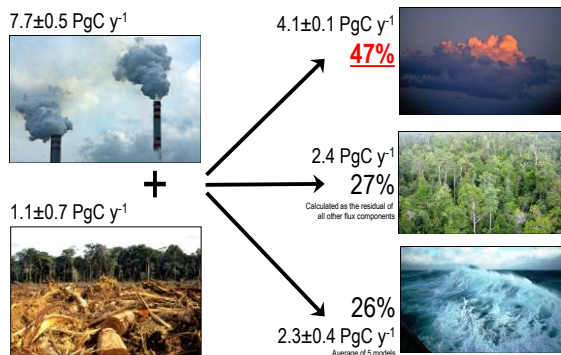 7.7±0.5 PgC y-1
+
1.1±0.7 PgC y-1
4.1±0.1 PgC y-1
47%
2.4 PgC y-1
27%
Calculated as the residual of
all other flux components
26%
2.3±0.4 PgC y-1
Average of 5 models